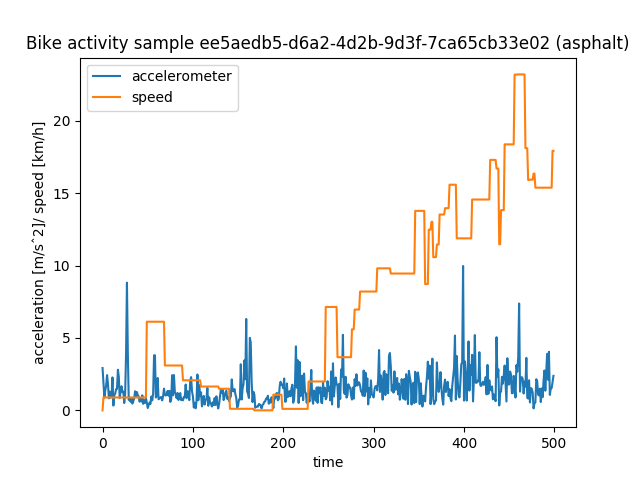 Bike activity sample ee5aedb5-d6a2-4d2b-9d3f-7ca65cb33e02 (asphalt)
accelerometer
speed
acceleration [m/s^2]/ speed [km/h]
20
15
10
5
0
0 100 200 300 400 500
time